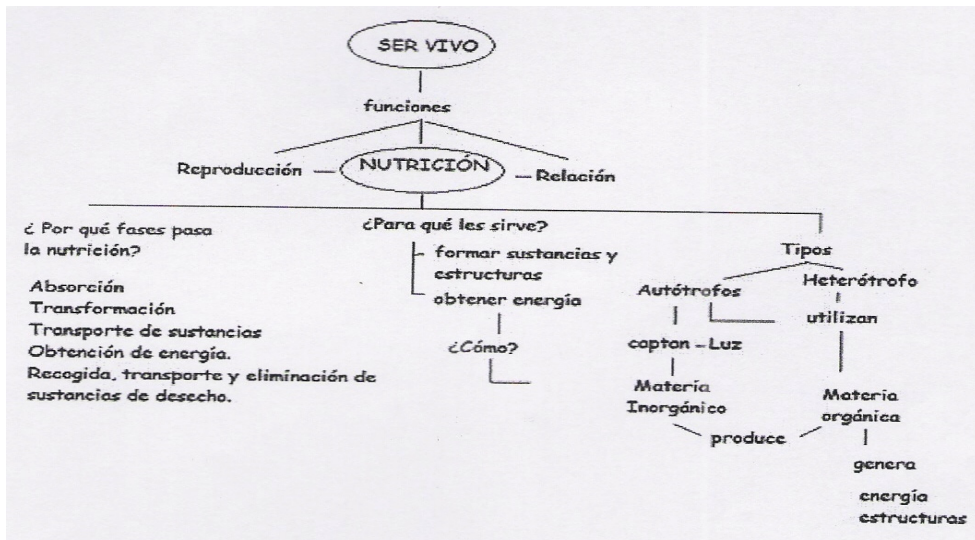 SER VIVO
funciones
Reproducción
NUTRICIÓN
Relación
¿ Por qué fases pasa
la nutrición?
Absorción
Transformación
Transporte de sustancias
Obtención de energía.
Recogida, transporte y eliminación de
sustancias de desecho.
¿Para qué les sirve?
formar sustancias y
estructuras
obtener energía
¿Cómo?
Tipos
Autótrofos
Heterótrofo
utilizan
captan - Luz
Materia
Inorgánico
produce
Materia
orgánica
genera
energía
estructuras